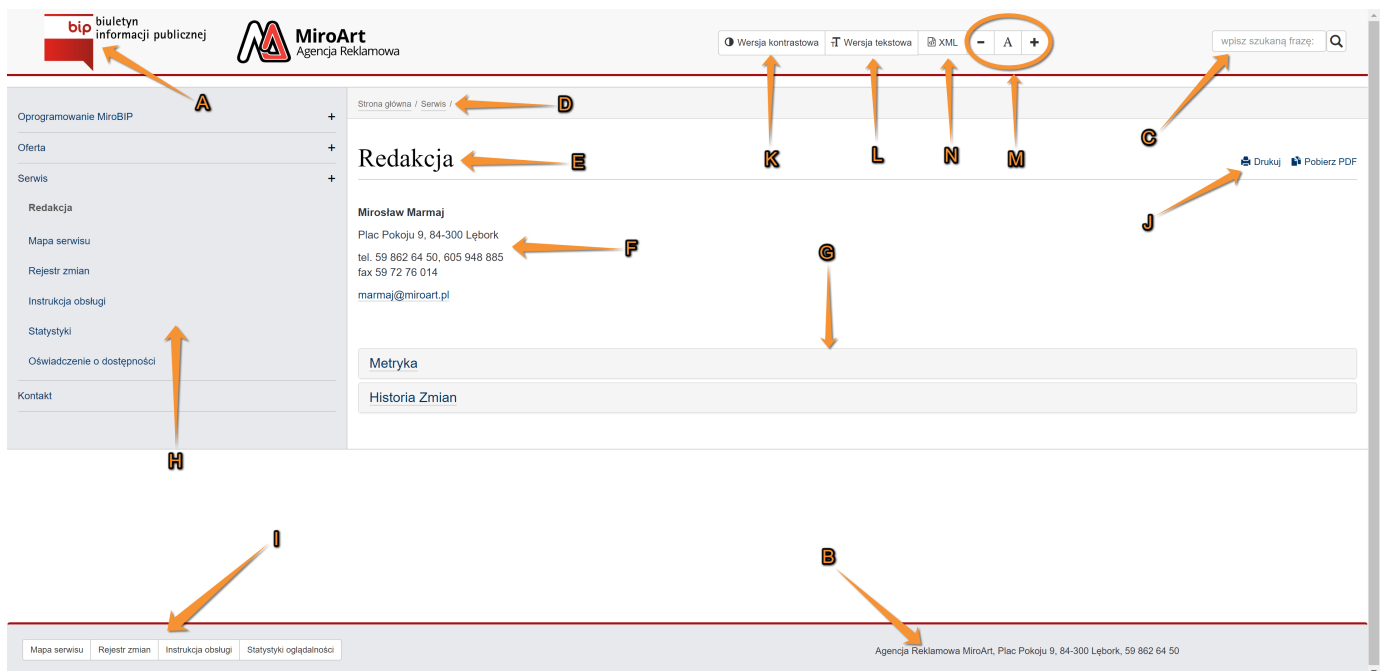 bip biuletyn
informacji publicznej
MiroArt
Agencja Reklamowa
Wersja kontrastowa
Wersja tekstowa
XML
- A +
wpisz szukaną frazę:
A
Oprogramowanie MiroBIP +
Oferta +
Serwis +
Redakcja
Mapa serwisu
Rejestr zmian
Instrukcja obsługi
Statystyki
Oświadczenie o dostępności
Kontakt
H
Strona główna / Serwis /
D
Redakcja
E
K
L
N
M
C
Drukuj
Pobierz PDF
J
Mirosław Marmaj
Plac Pokoju 9, 84-300 Lębork
tel. 59 862 64 50, 605 948 885
fax 59 72 76 014
marmaj@miroart.pl
F
G
Metryka
Historia Zmian
I
B
Mapa serwisu
Rejestr zmian
Instrukcja obsługi
Statystyki oglądalności
Agencja Reklamowa MiroArt, Plac Pokoju 9, 84-300 Lębork, 59 862 64 50